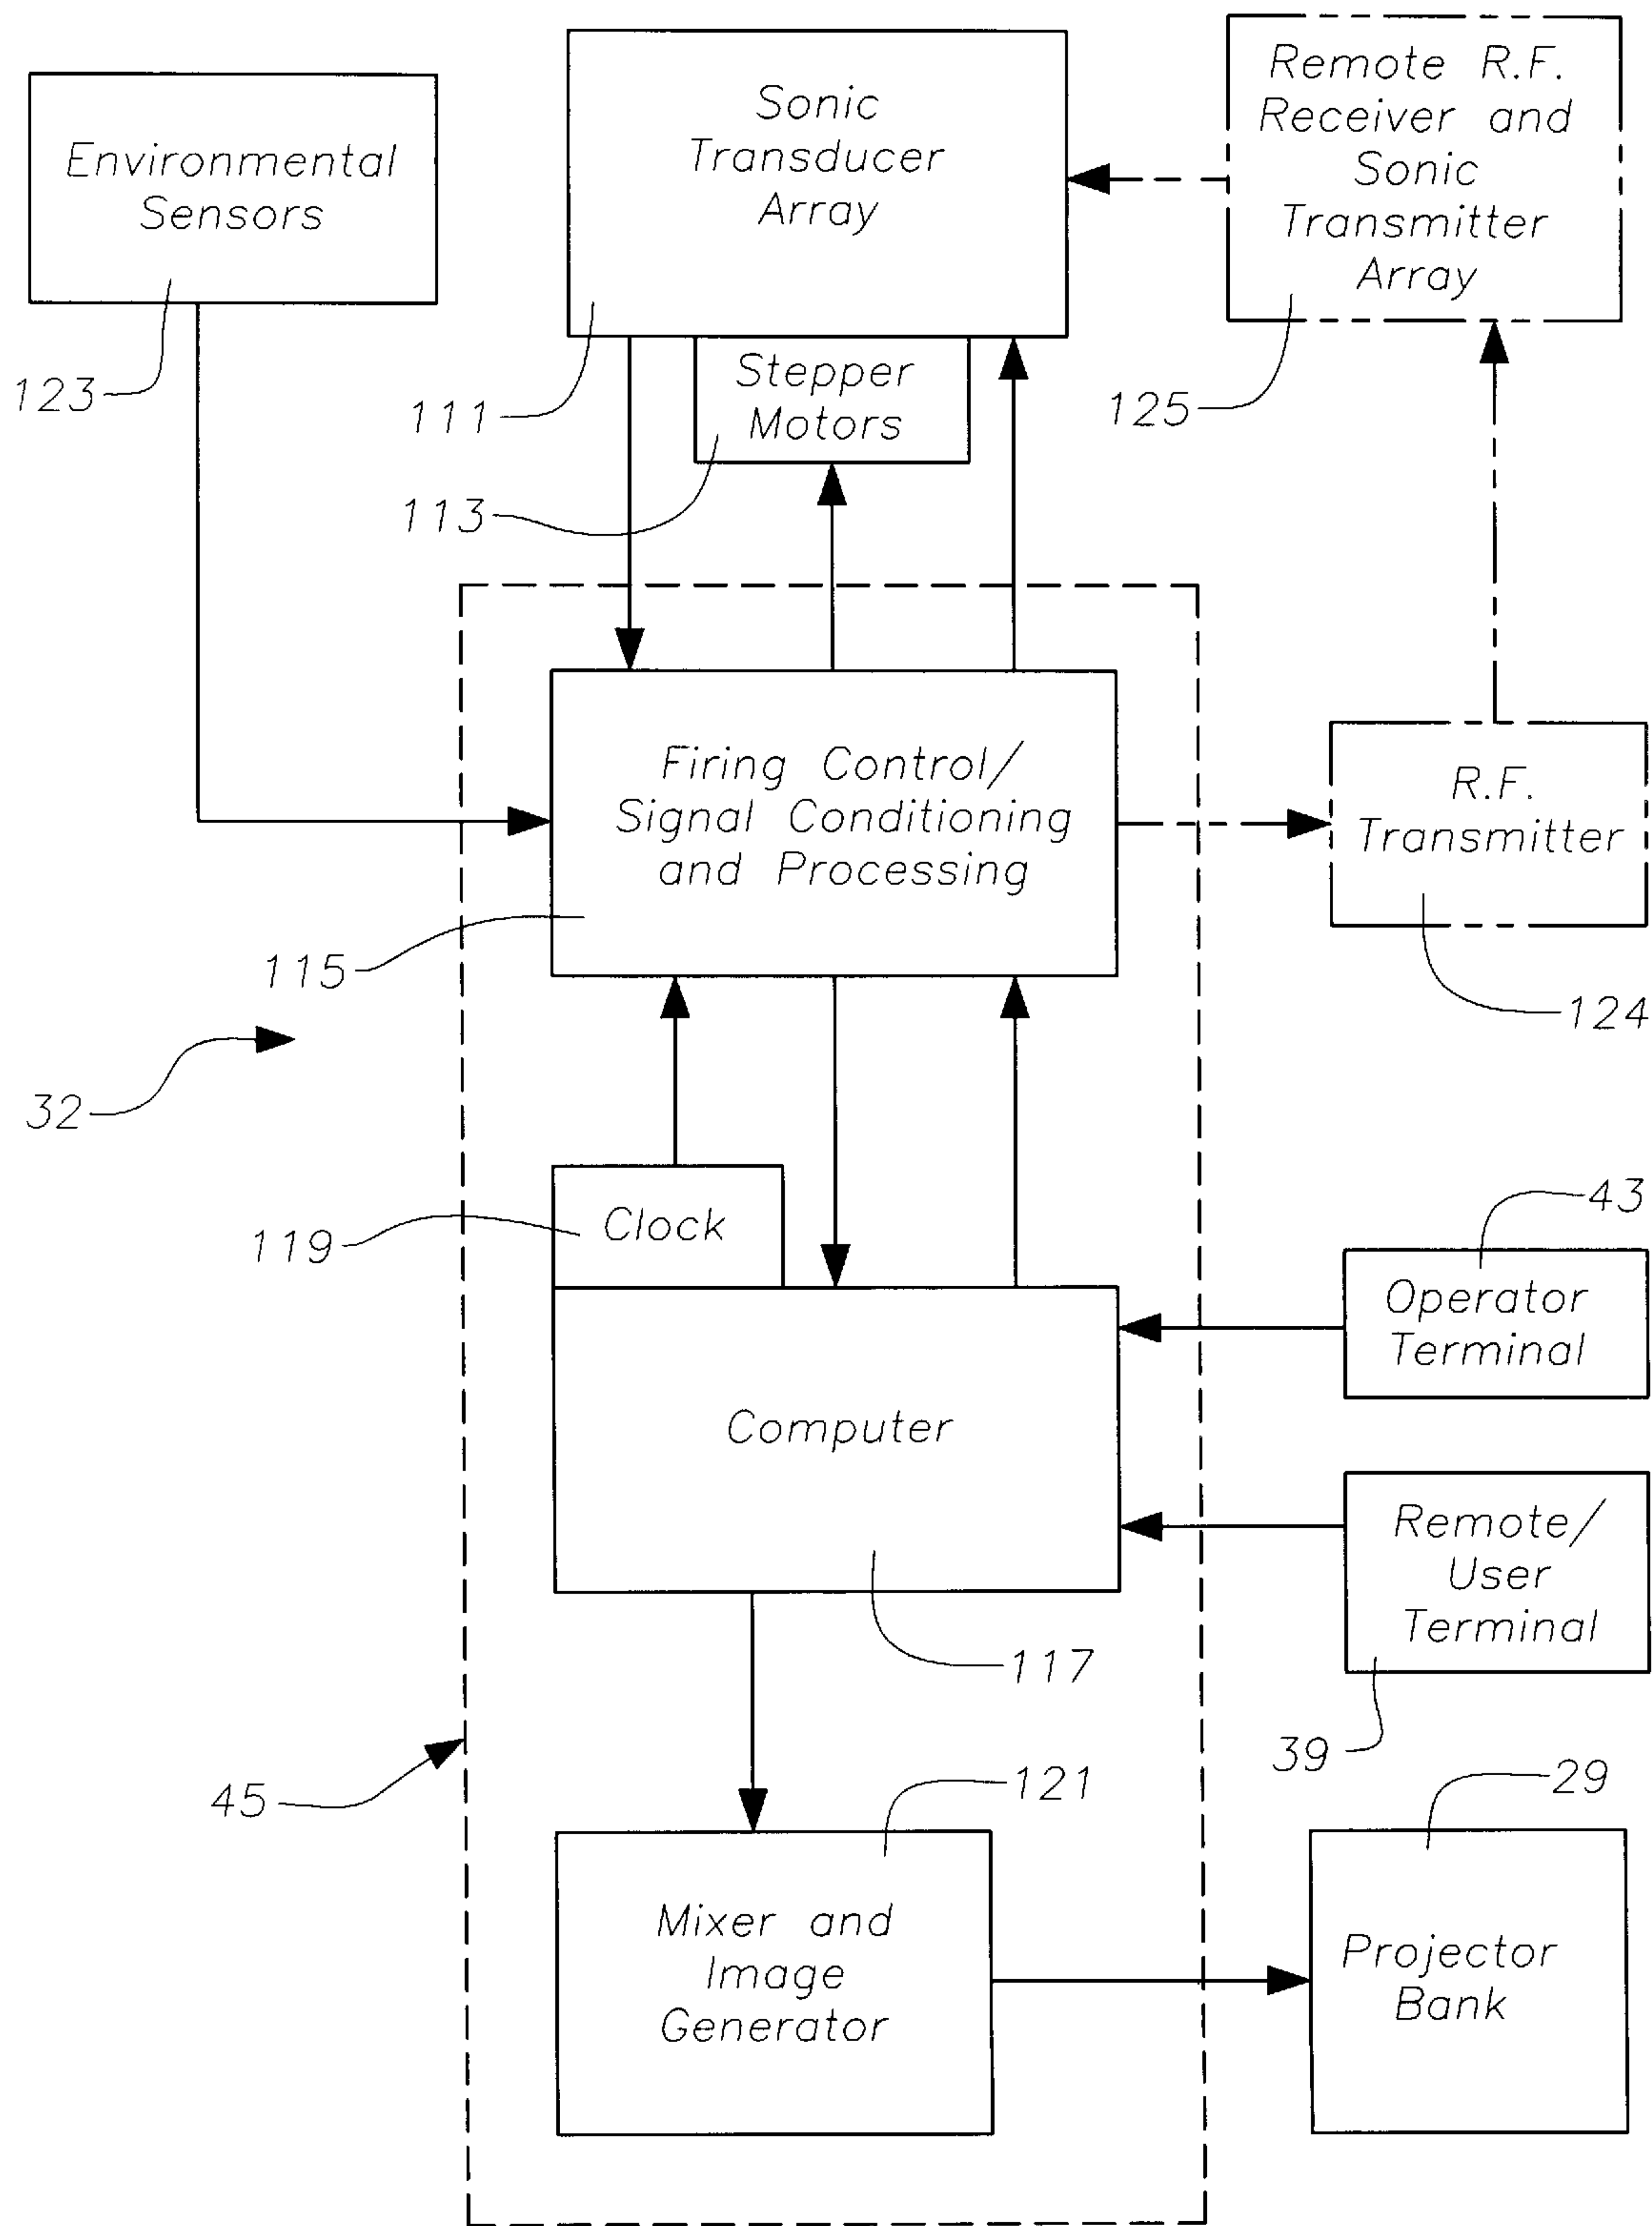 Environmental
Sensors
123
Sonic
Transducer
Array
111
Remote R.F.
Receiver and
Sonic
Transmitter
Array
125
Stepper
Motors
113
Firing Control/
Signal Conditioning
and Processing
115
R.F.
Transmitter
124
32
Clock
119
43
Operator
Terminal
Computer
117
Remote/
User
Terminal
39
45
121
Mixer and
Image
Generator
29
Projector
Bank